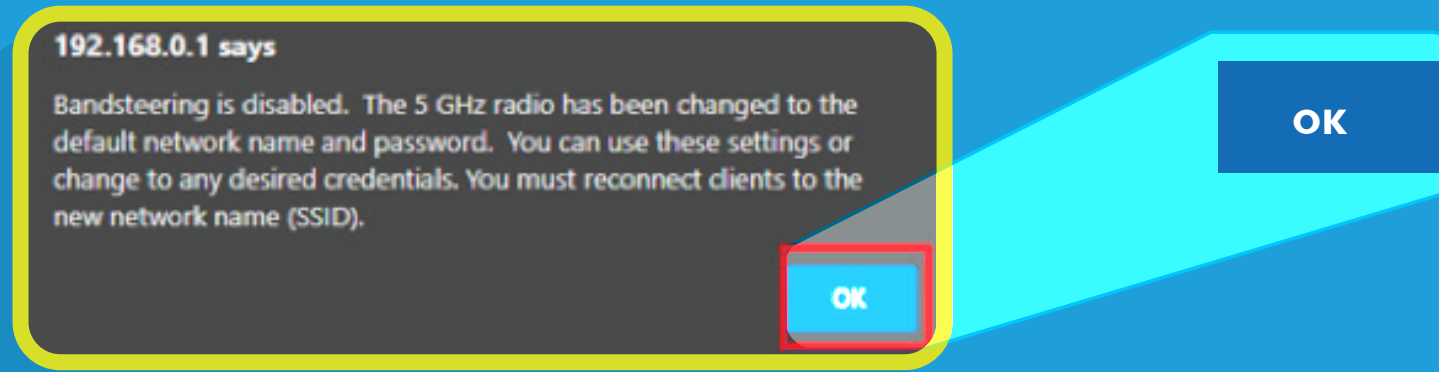 192.168.0.1 says
Bandsteering is disabled.  The 5 GHz radio has been changed to the
default network name and password.  You can use these settings or
change to any desired credentials. You must reconnect clients to the
new network name (SSID).
OK
OK